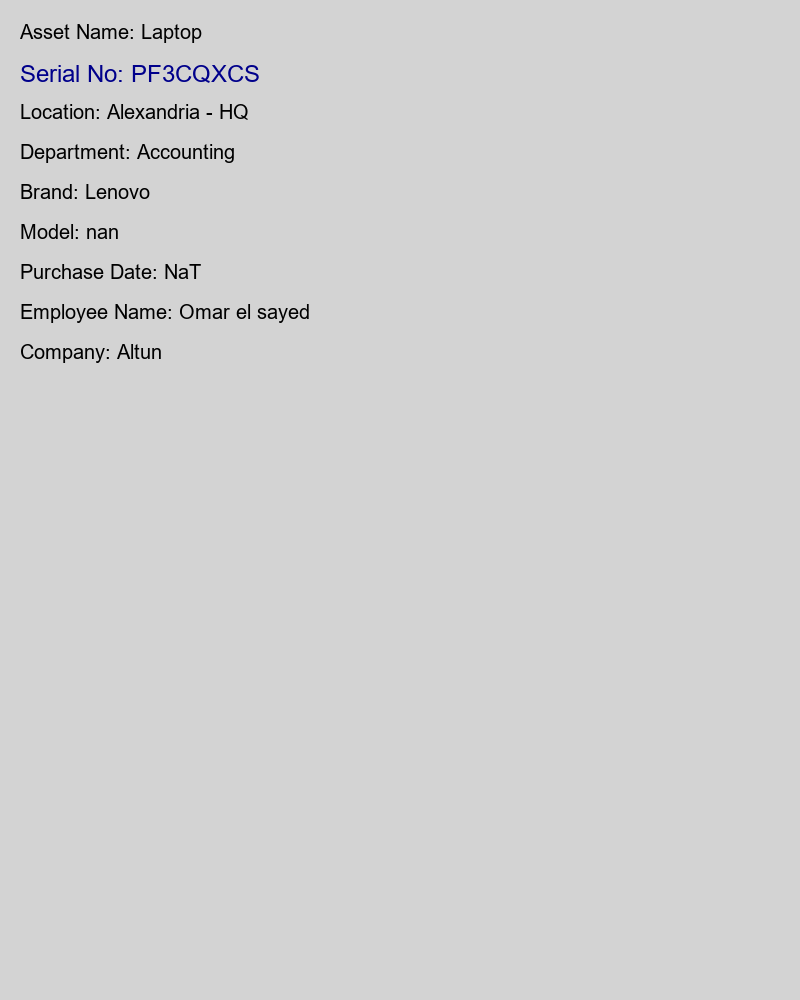 Asset Name: Laptop
Serial No: PF3CQXCS
Location: Alexandria - HQ
Department: Accounting
Brand: Lenovo
Model: nan
Purchase Date: NaT
Employee Name: Omar el sayed
Company: Altun